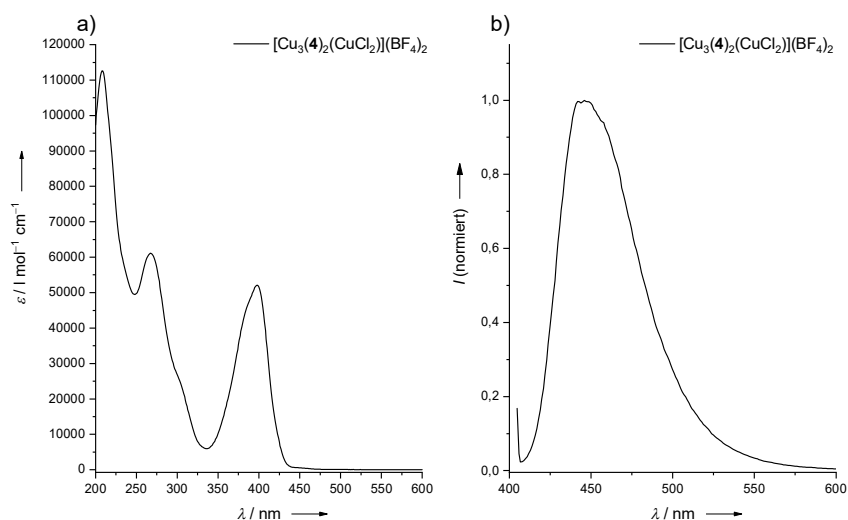 a)
[Cu₃(4)₂(CuCl₂)](BF₄)₂
ε / l mol⁻¹ cm⁻¹
120000
110000
100000
90000
80000
70000
60000
50000
40000
30000
20000
10000
0
200 250 300 350 400 450 500 550 600
λ / nm
b)
[Cu₃(4)₂(CuCl₂)](BF₄)₂
I (normiert)
1,0
0,8
0,6
0,4
0,2
0,0
400 450 500 550 600
λ / nm